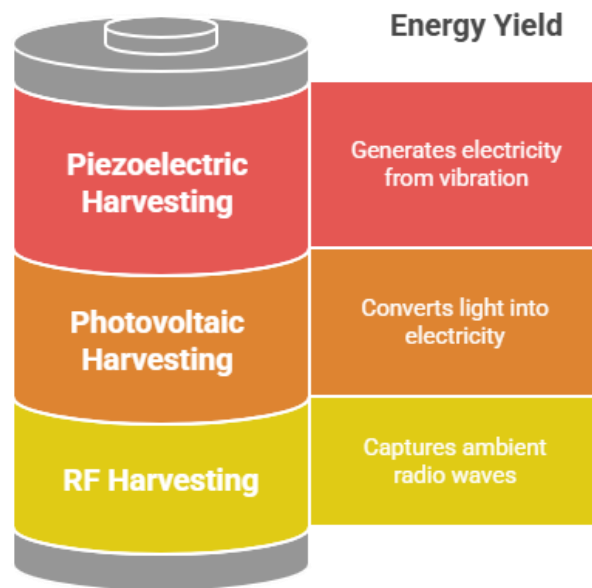 Energy Yield
Piezoelectric
Harvesting
Generates electricity
from vibration
Photovoltaic
Harvesting
Converts light into
electricity
RF Harvesting
Captures ambient
radio waves